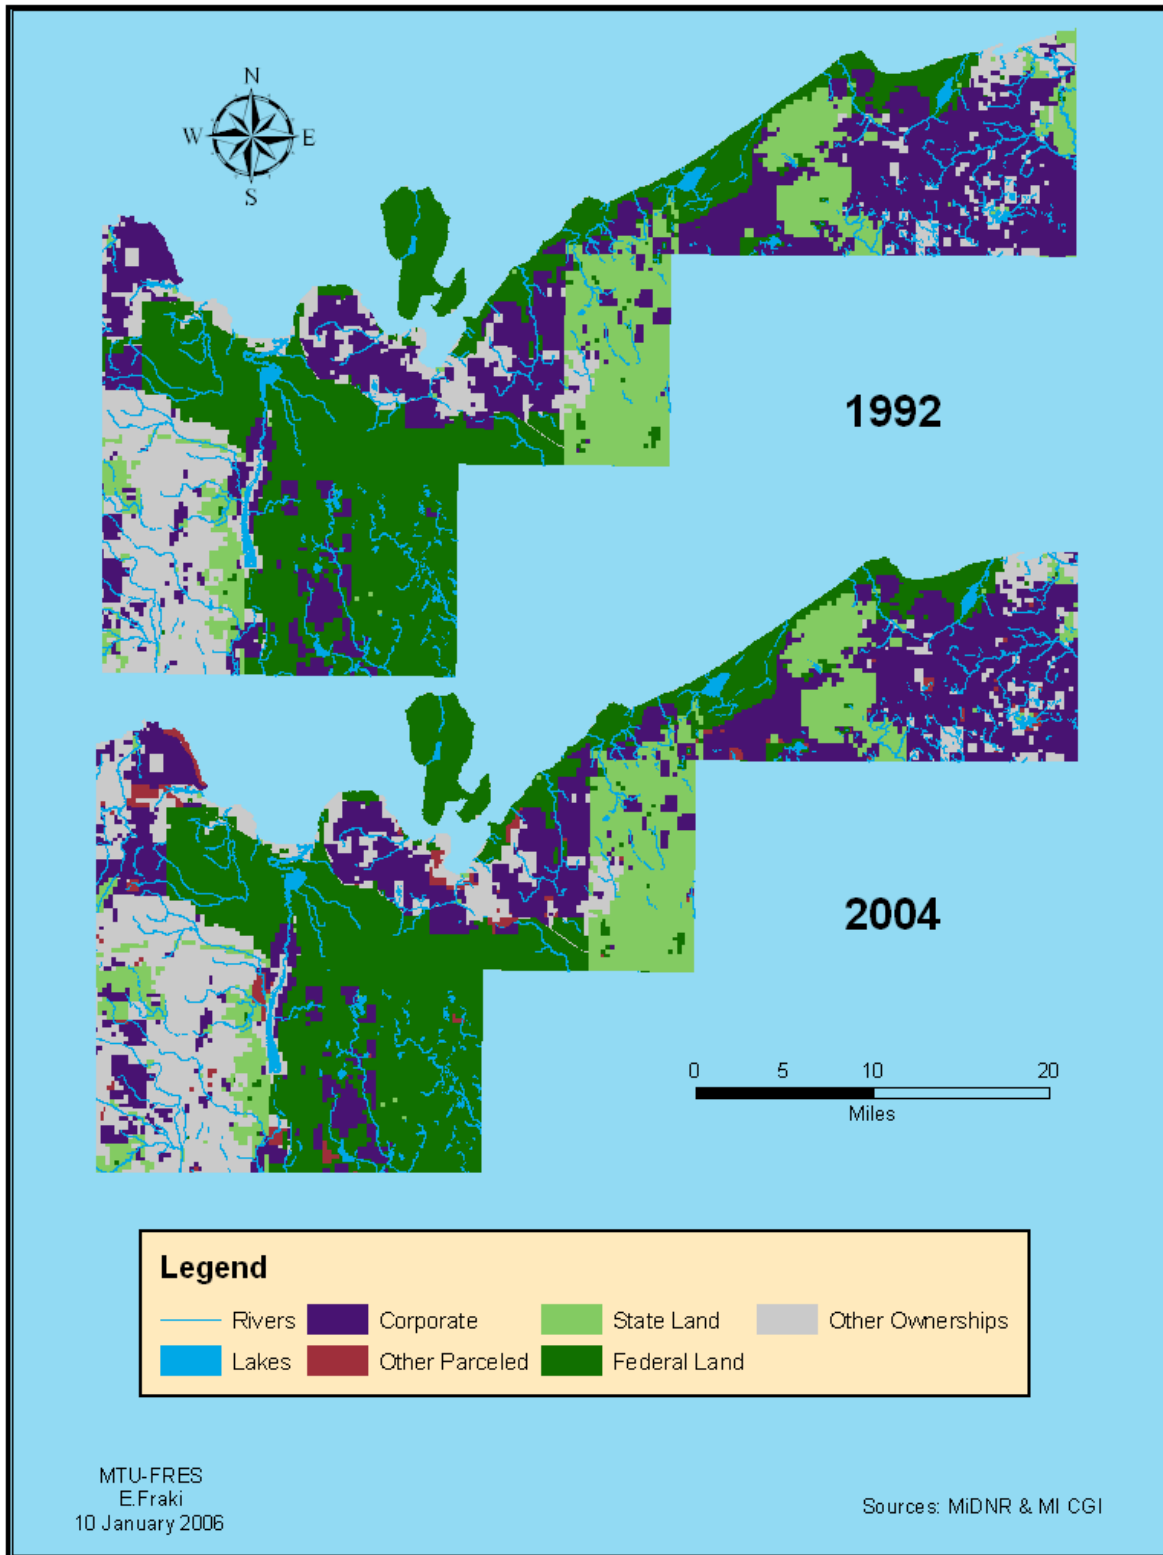 N
W E
S
1992
2004
0 5 10 20
Miles
Legend
Rivers Corporate State Land Other Ownerships
Lakes Other Parceled Federal Land
MTU-FRES
E.Fraki
10 January 2006
Sources: MiDNR & MI CGI